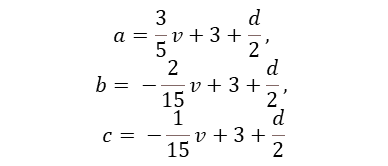 a = 3/5 v + 3 + d/2,
b = − 2/15 v + 3 + d/2,
c = − 1/15 v + 3 + d/2